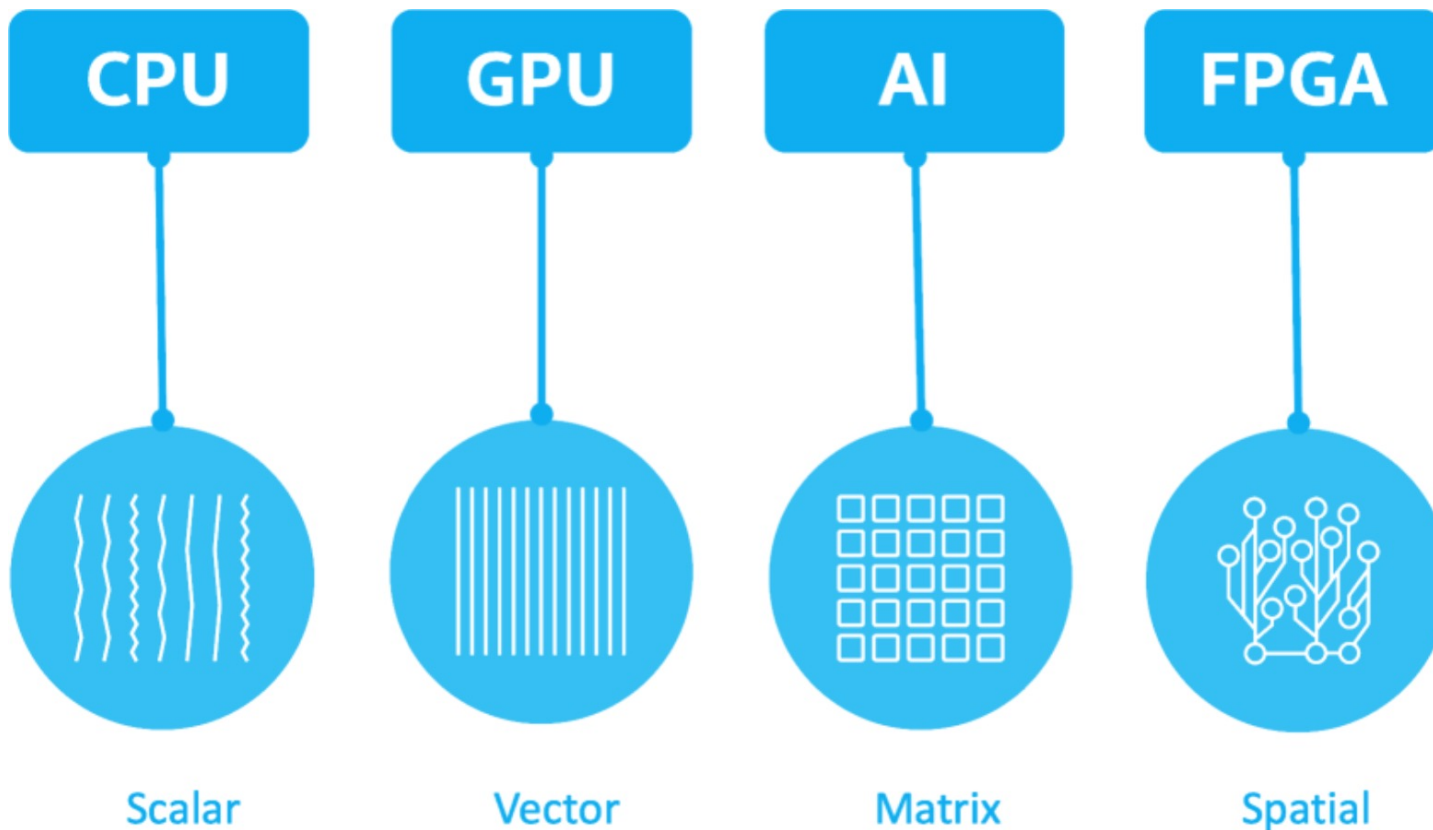 CPU
GPU
AI
FPGA
Scalar
Vector
Matrix
Spatial